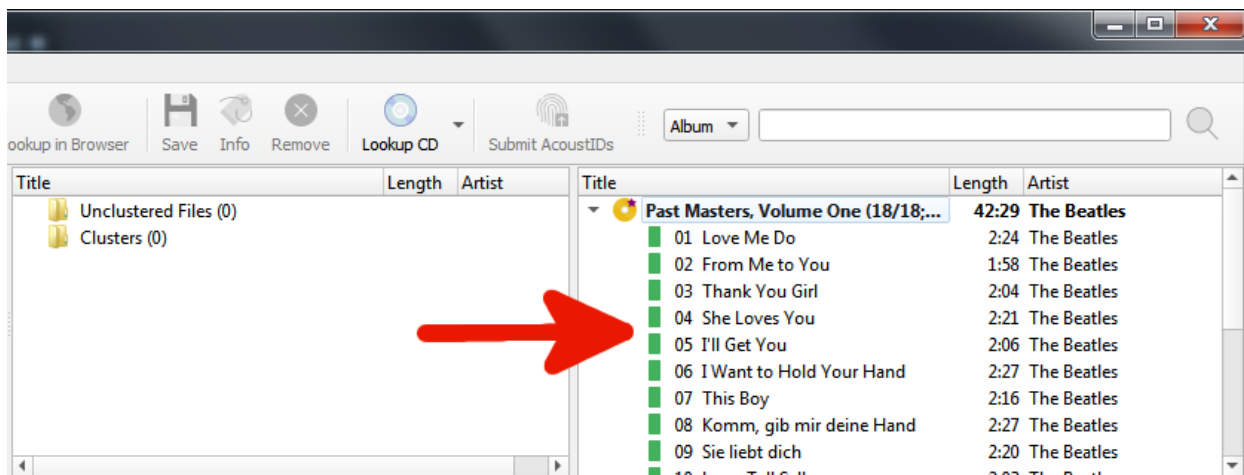 ookup in Browser Save Info Remove Lookup CD Submit AcoustIDs Album
Title Length Artist Title Length Artist
Unclustered Files (0) Past Masters, Volume One (18/18;... 42:29 The Beatles
Clusters (0) 01 Love Me Do 2:24 The Beatles
02 From Me to You 1:58 The Beatles
03 Thank You Girl 2:04 The Beatles
04 She Loves You 2:21 The Beatles
05 I'll Get You 2:06 The Beatles
06 I Want to Hold Your Hand 2:27 The Beatles
07 This Boy 2:16 The Beatles
08 Komm, gib mir deine Hand 2:27 The Beatles
09 Sie liebt dich 2:20 The Beatles